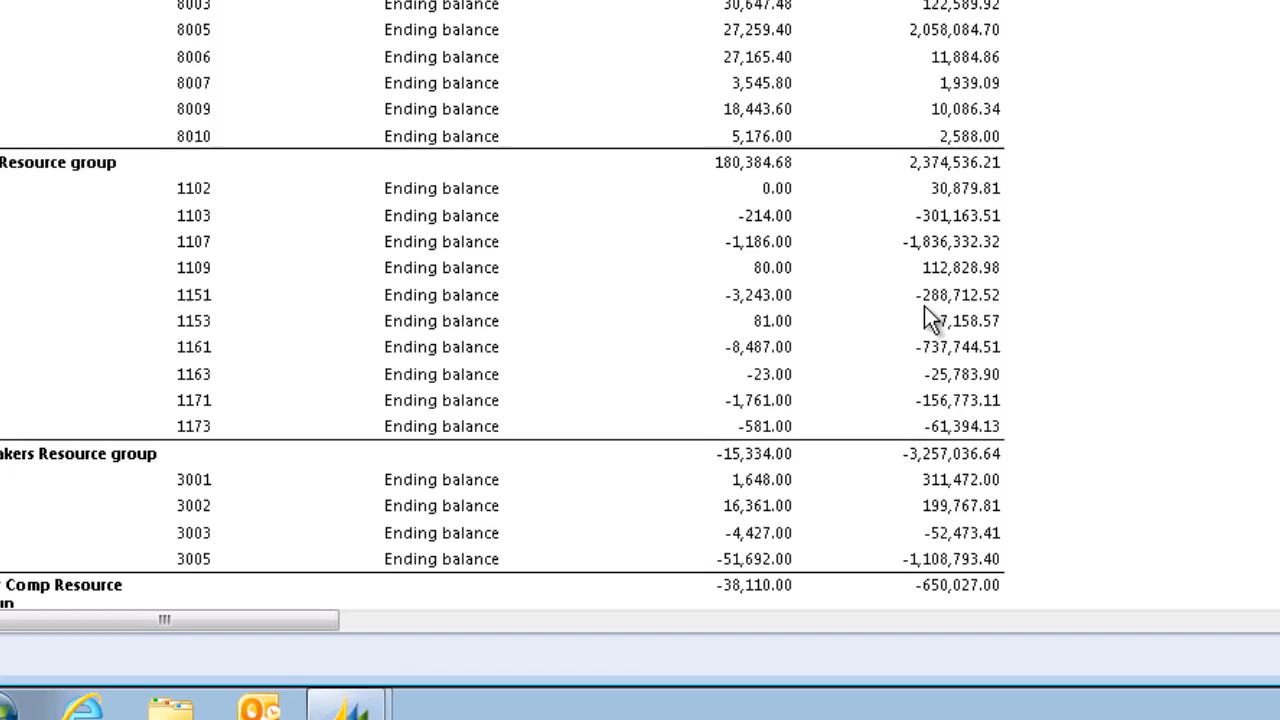 8003 Ending balance 30,647.48 122,589.92
8005 Ending balance 27,259.40 2,058,084.70
8006 Ending balance 27,165.40 11,884.86
8007 Ending balance 3,545.80 1,939.09
8009 Ending balance 18,443.60 10,086.34
8010 Ending balance 5,176.00 2,588.00
Resource group 180,384.68 2,374,536.21
1102 Ending balance 0.00 30,879.81
1103 Ending balance -214.00 -301,163.51
1107 Ending balance -1,186.00 -1,836,332.32
1109 Ending balance 80.00 112,828.98
1151 Ending balance -3,243.00 -288,712.52
1153 Ending balance 81.00 7,158.57
1161 Ending balance -8,487.00 -737,744.51
1163 Ending balance -23.00 -25,783.90
1171 Ending balance -1,761.00 -156,773.11
1173 Ending balance -581.00 -61,394.13
akers Resource group -15,334.00 -3,257,036.64
3001 Ending balance 1,648.00 311,472.00
3002 Ending balance 16,361.00 199,767.81
3003 Ending balance -4,427.00 -52,473.41
3005 Ending balance -51,692.00 -1,108,793.40
Comp Resource -38,110.00 -650,027.00